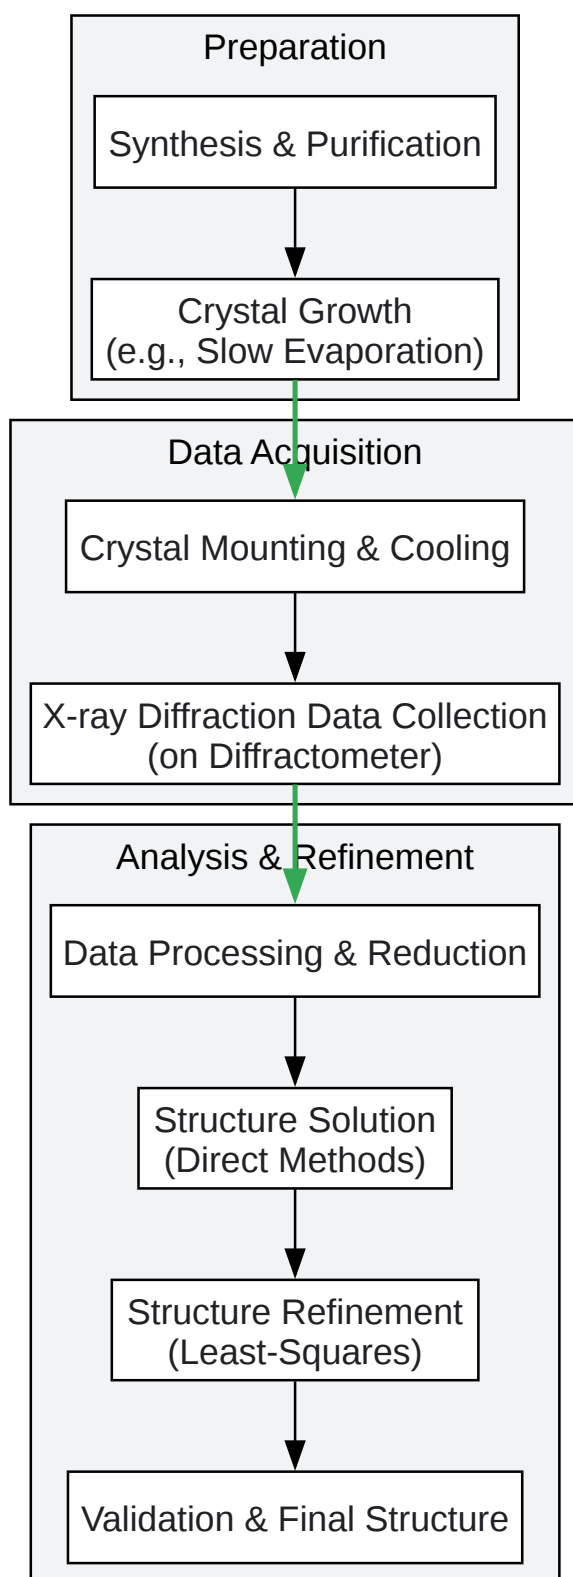 Preparation
Synthesis & Purification
Crystal Growth
(e.g., Slow Evaporation)
Data Acquisition
Crystal Mounting & Cooling
X-ray Diffraction Data Collection
(on Diffractometer)
Analysis & Refinement
Data Processing & Reduction
Structure Solution
(Direct Methods)
Structure Refinement
(Least-Squares)
Validation & Final Structure